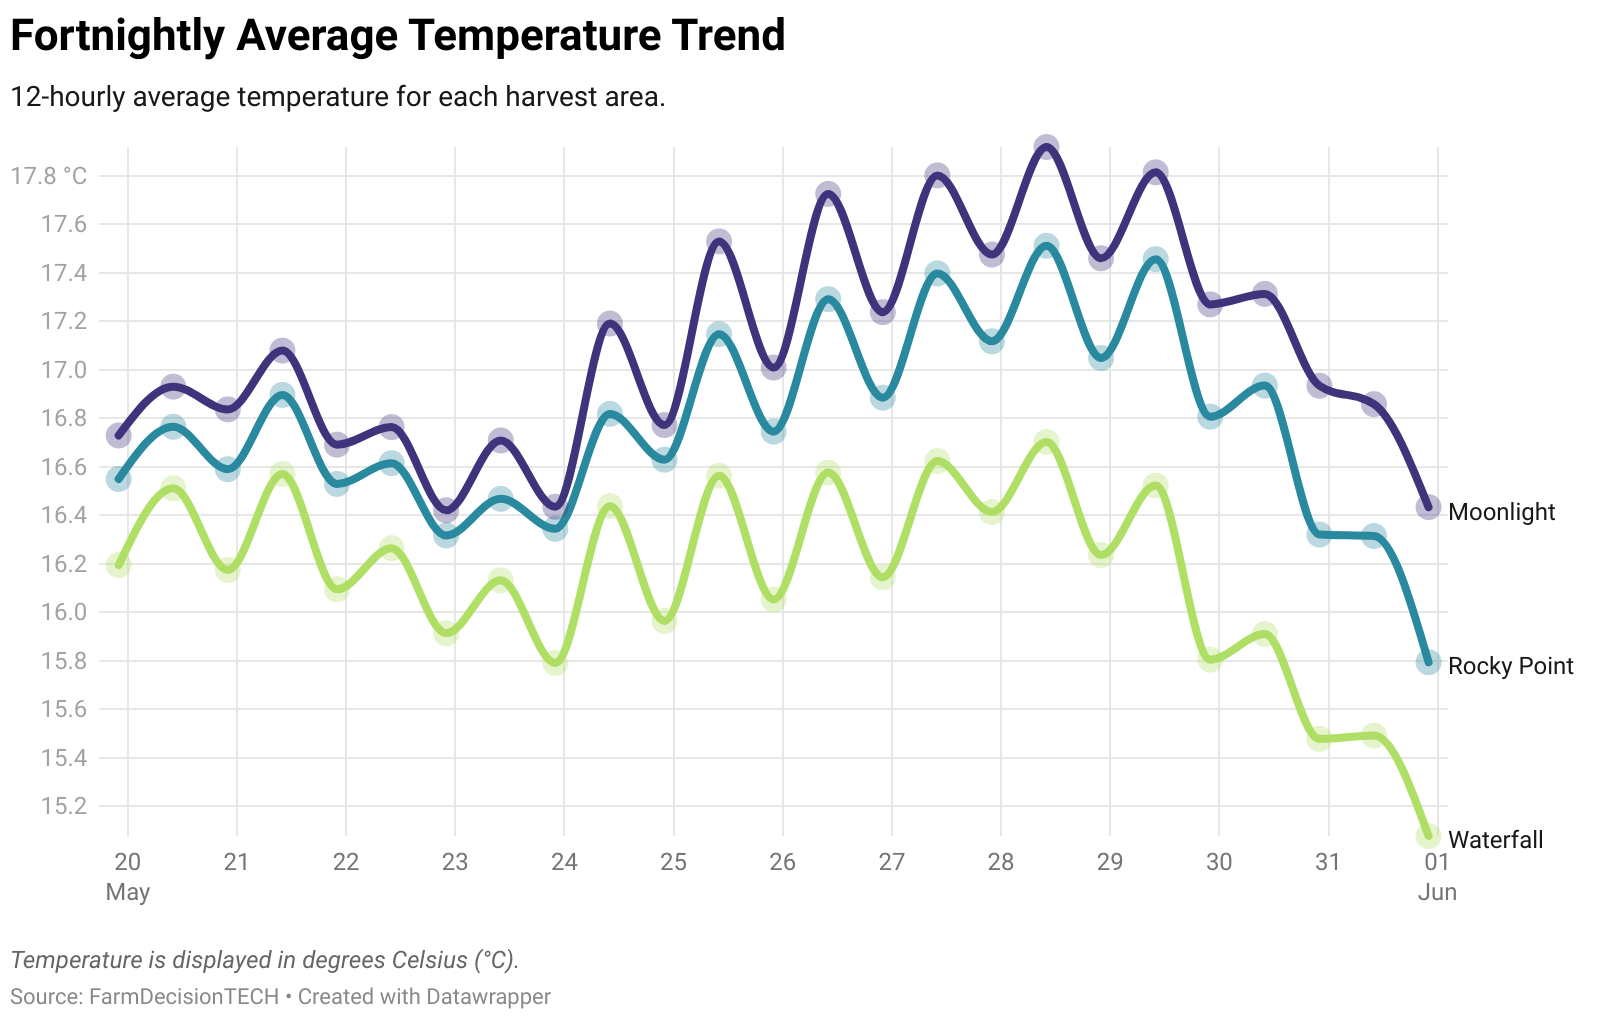 Fortnightly Average Temperature Trend
12-hourly average temperature for each harvest area.
17.8 °C
17.6
17.4
17.2
17.0
16.8
16.6
16.4
16.2
16.0
15.8
15.6
15.4
15.2
Moonlight
Rocky Point
Waterfall
20 21 22 23 24 25 26 27 28 29 30 31 01
May Jun
Temperature is displayed in degrees Celsius (°C).
Source: FarmDecisionTECH • Created with Datawrapper